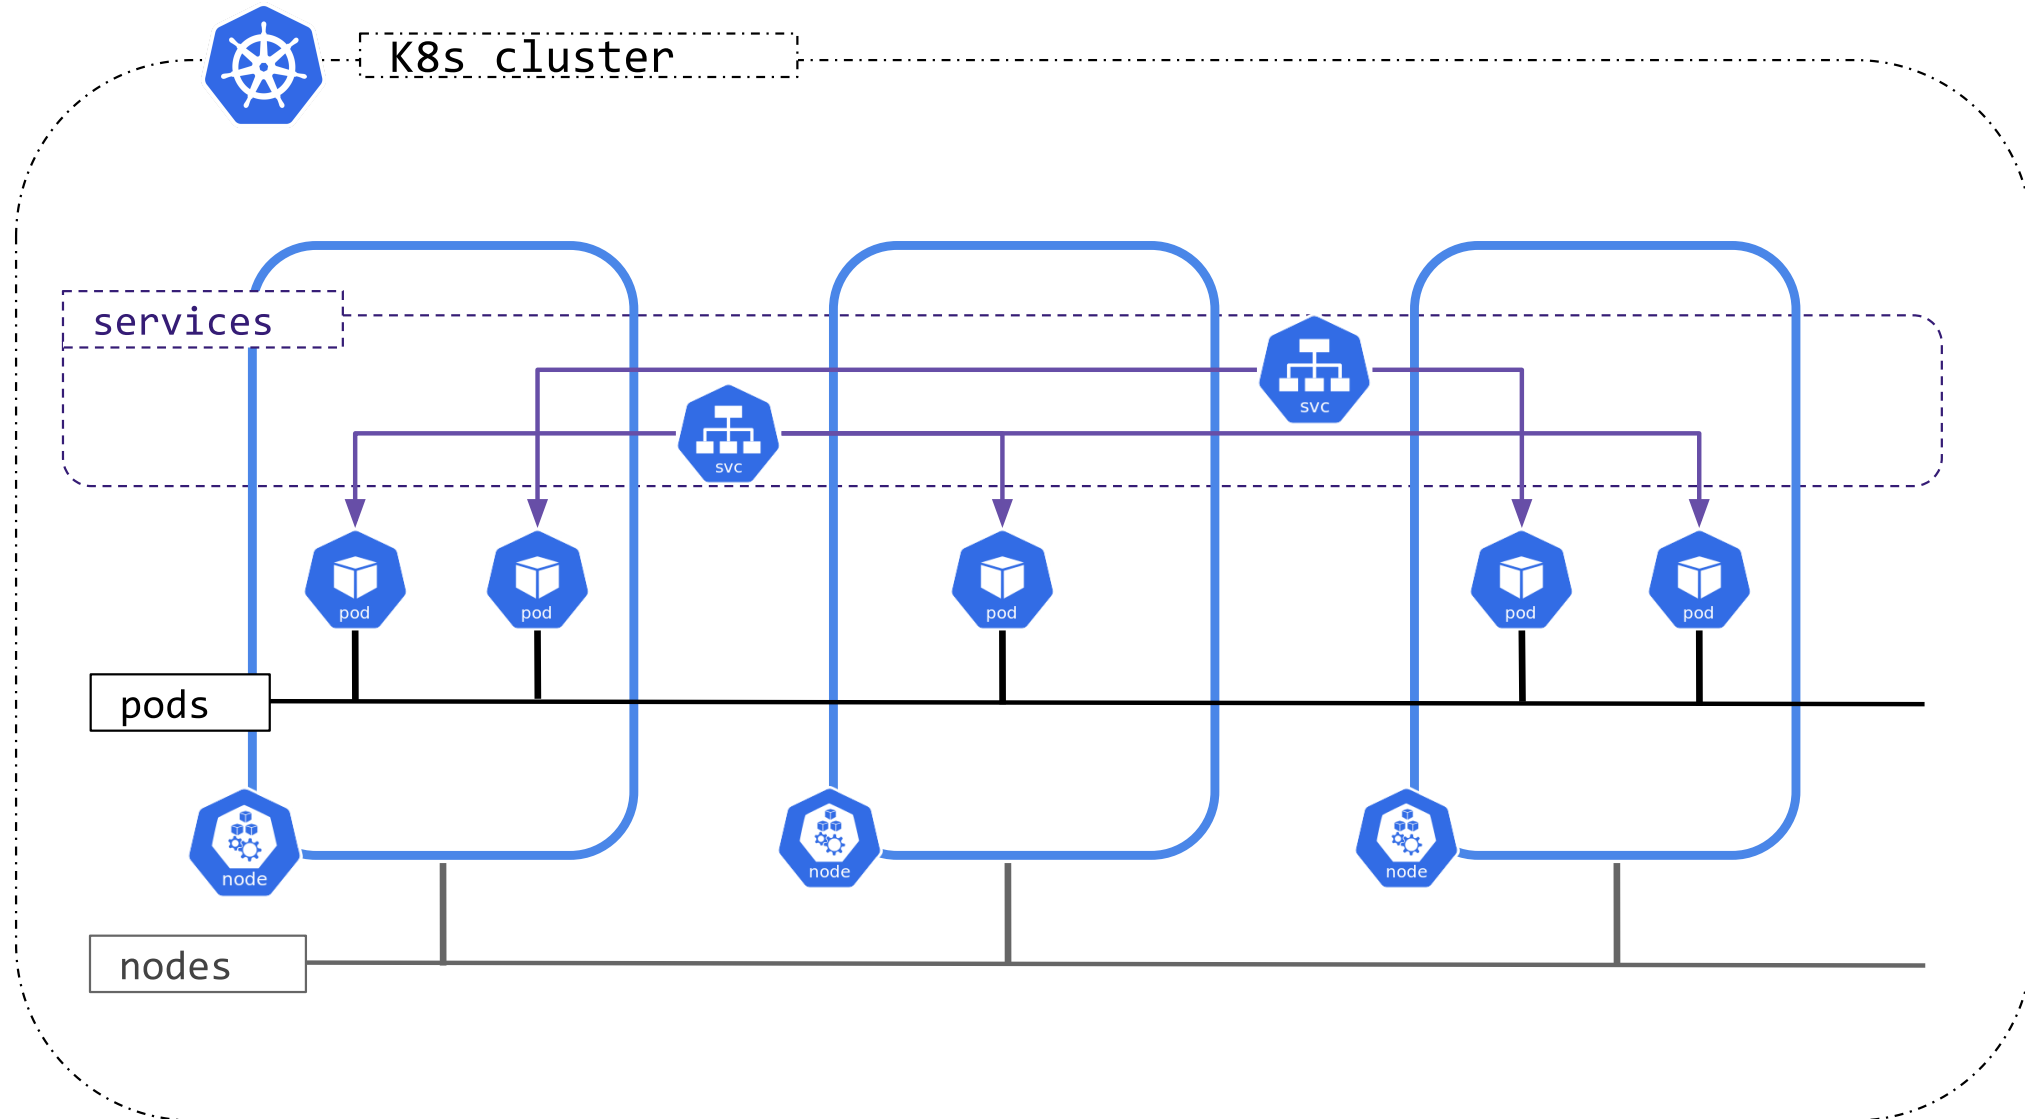 K8s cluster
services
svc
svc
pod
pod
pod
pod
pod
pods
node
node
node
nodes